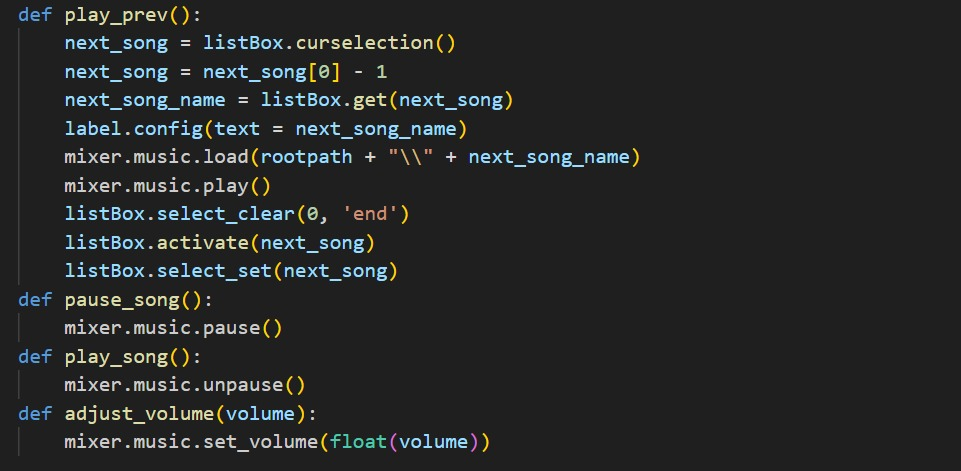 def play_prev():
    next_song = listBox.curselection()
    next_song = next_song[0] - 1
    next_song_name = listBox.get(next_song)
    label.config(text = next_song_name)
    mixer.music.load(rootpath + "\\" + next_song_name)
    mixer.music.play()
    listBox.select_clear(0, 'end')
    listBox.activate(next_song)
    listBox.select_set(next_song)
def pause_song():
    mixer.music.pause()
def play_song():
    mixer.music.unpause()
def adjust_volume(volume):
    mixer.music.set_volume(float(volume))